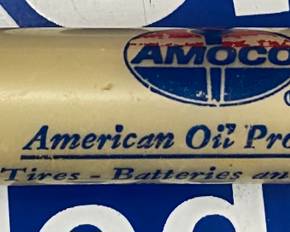 AMOCO
American Oil Pro
Tires - Batteries an